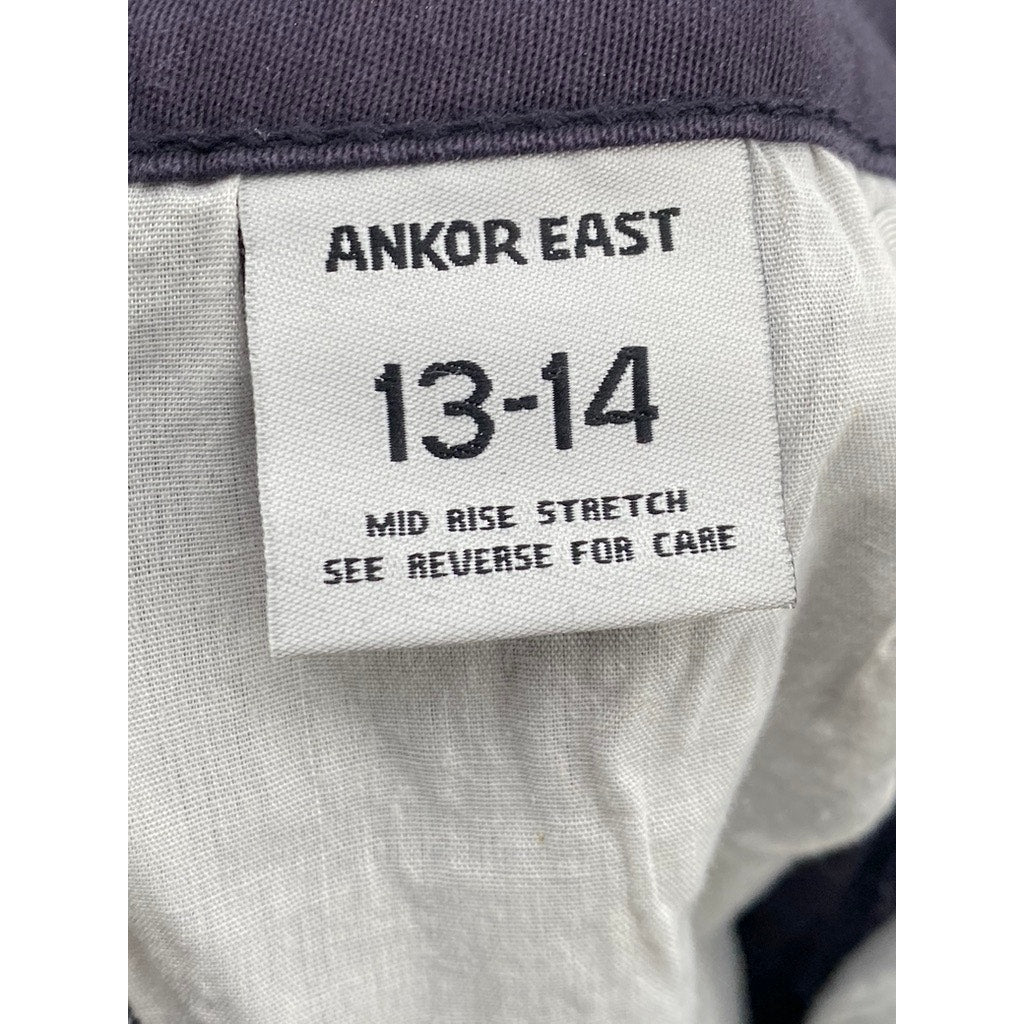 ANKOR EAST
13-14
MID RISE STRETCH
SEE REVERSE FOR CARE